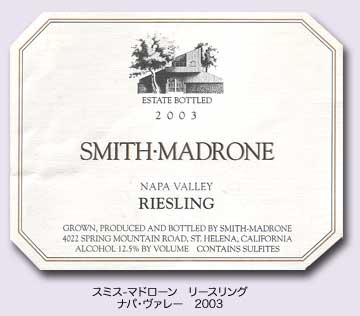 ESTATE BOTTLED
2003
SMITH·MADRONE
NAPA VALLEY
RIESLING
GROWN, PRODUCED AND BOTTLED BY SMITH-MADRONE
4022 SPRING MOUNTAIN ROAD, ST. HELENA, CALIFORNIA
ALCOHOL 12.5% BY VOLUME CONTAINS SULFITES
スミス-マドローン リースリング
ナパ・ヴァレー 2003